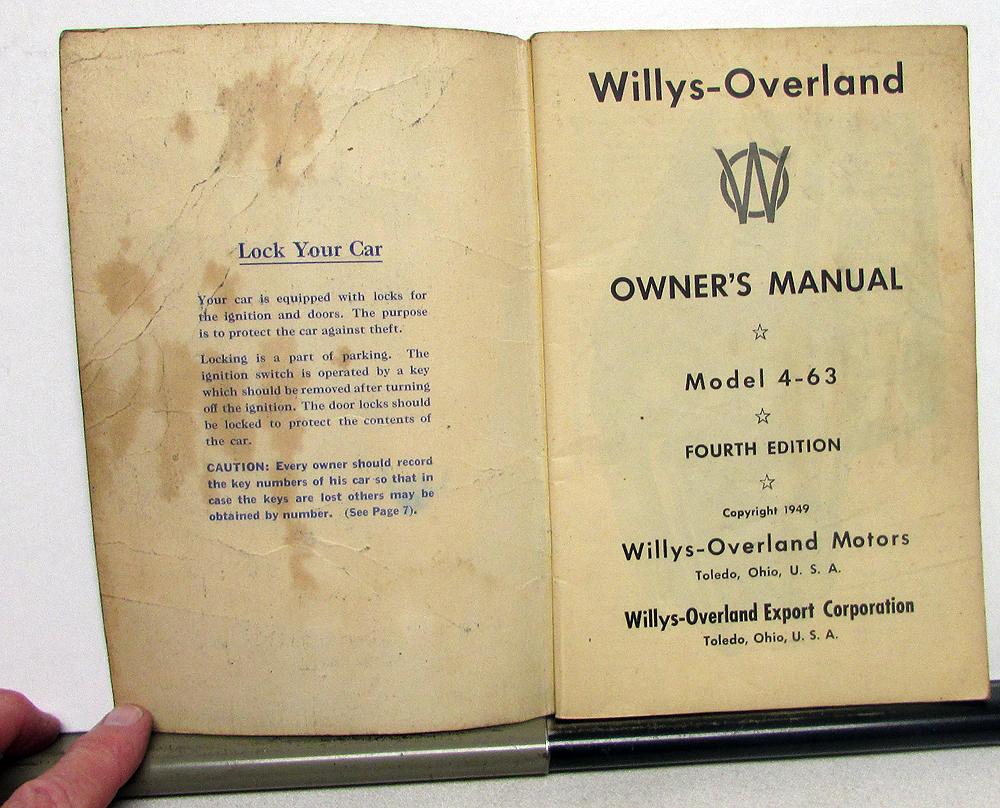 Lock Your Car
Your car is equipped with locks for
the ignition and doors. The purpose
is to protect the car against theft.
Locking is a part of parking. The
ignition switch is operated by a key
which should be removed after turning
off the ignition. The door locks should
be locked to protect the contents of
the car.
CAUTION: Every owner should record
the key numbers of his car so that in
case the keys are lost others may be
obtained by number. (See Page 7).
Willys-Overland
WO
OWNER'S MANUAL
☆
Model 4-63
☆
FOURTH EDITION
☆
Copyright 1949
Willys-Overland Motors
Toledo, Ohio, U. S. A.
Willys-Overland Export Corporation
Toledo, Ohio, U. S. A.